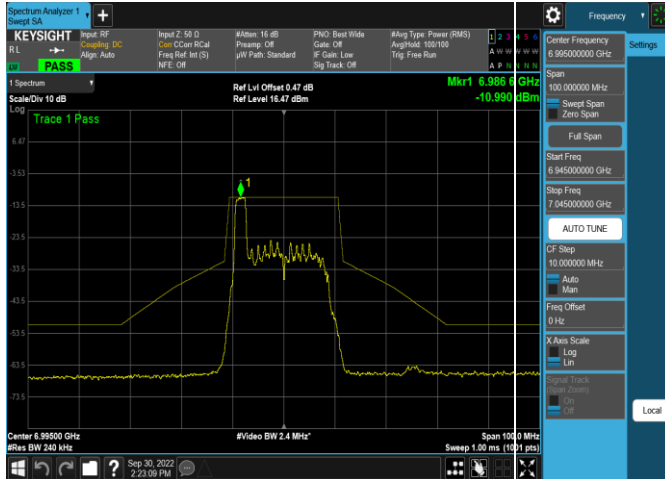 Spectrum Analyzer 1
Swept SA
+
Frequency
KEYSIGHT
R L
PASS
Input: RF
Coupling: DC
Align: Auto
Input Z: 50 Ω
Corr CCorr RCal
Freq Ref: Int (S)
NFE: Off
#Atten: 16 dB
Preamp: Off
µW Path: Standard
PNO: Best Wide
Gate: Off
IF Gain: Low
Sig Track: Off
#Avg Type: Power (RMS)
Avg|Hold: 100/100
Trig: Free Run
1 2 3 4 5 6
A W W W W W
A P N N N N
1 Spectrum
Scale/Div 10 dB
Ref Lvl Offset 0.47 dB
Ref Level 16.47 dBm
Mkr1 6.986 6 GHz
-10.990 dBm
Log
Trace 1 Pass
1
6.47
-3.53
-13.5
-23.5
-33.5
-43.5
-53.5
-63.5
-73.5
Center 6.99500 GHz
#Res BW 240 kHz
#Video BW 2.4 MHz*
Span 100.0 MHz
Sweep 1.00 ms (1001 pts)
Sep 30, 2022
2:23:09 PM
?
Settings
Center Frequency
6.995000000 GHz
Span
100.000000 MHz
Swept Span
Zero Span
Full Span
Start Freq
6.945000000 GHz
Stop Freq
7.045000000 GHz
AUTO TUNE
CF Step
10.000000 MHz
Auto
Man
Freq Offset
0 Hz
X Axis Scale
Log
Lin
Signal Track
(Span Zoom)
On
Off
Local